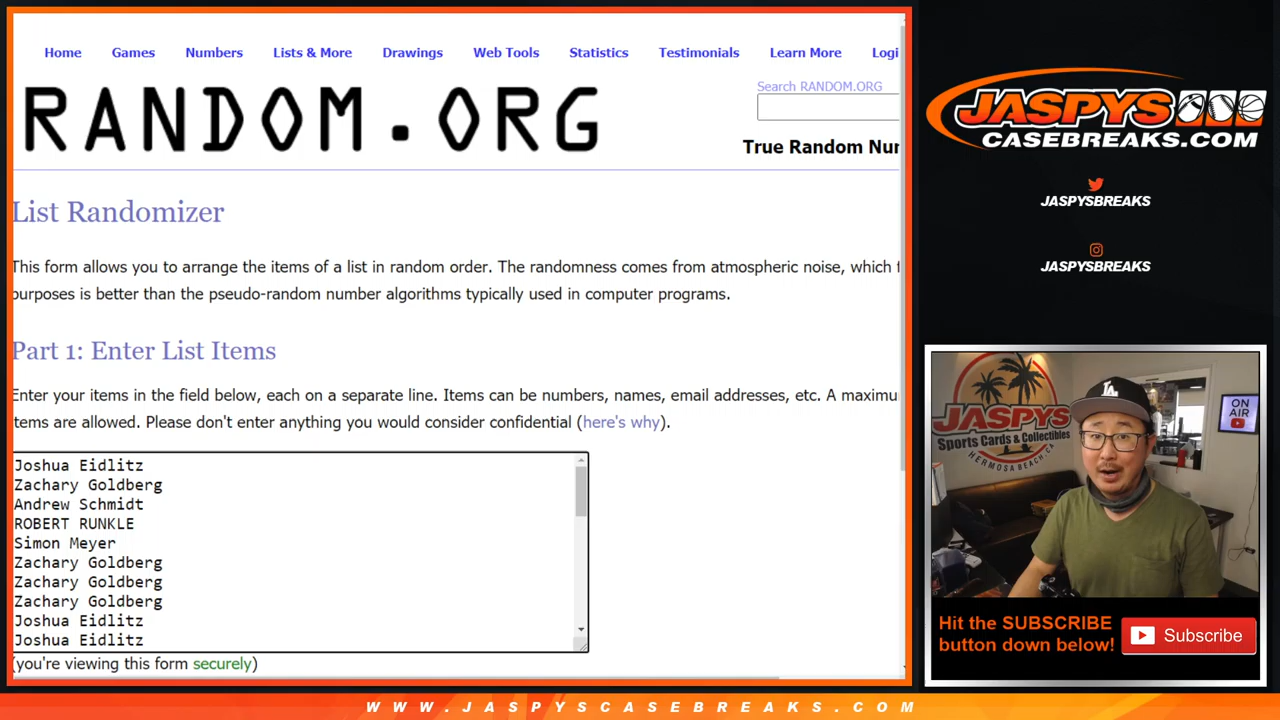 Home Games Numbers Lists & More Drawings Web Tools Statistics Testimonials Learn More Logi
Search RANDOM.ORG
RANDOM.ORG
True Random Nur
List Randomizer
This form allows you to arrange the items of a list in random order. The randomness comes from atmospheric noise, which f
purposes is better than the pseudo-random number algorithms typically used in computer programs.
Part 1: Enter List Items
Enter your items in the field below, each on a separate line. Items can be numbers, names, email addresses, etc. A maximu
items are allowed. Please don't enter anything you would consider confidential (here's why).
Joshua Eidlitz
Zachary Goldberg
Andrew Schmidt
ROBERT RUNKLE
Simon Meyer
Zachary Goldberg
Zachary Goldberg
Zachary Goldberg
Joshua Eidlitz
Joshua Eidlitz
(you're viewing this form securely)
JASPYS
CASEBREAKS.COM
JASPYSBREAKS
JASPYSBREAKS
JASPYS
Sports Cards & Collectibles
HERMOSA BEACH, CA
LA
ON
AIR
Hit the SUBSCRIBE
button down below!
Subscribe
WWW.JASPYSCASEBREAKS.COM